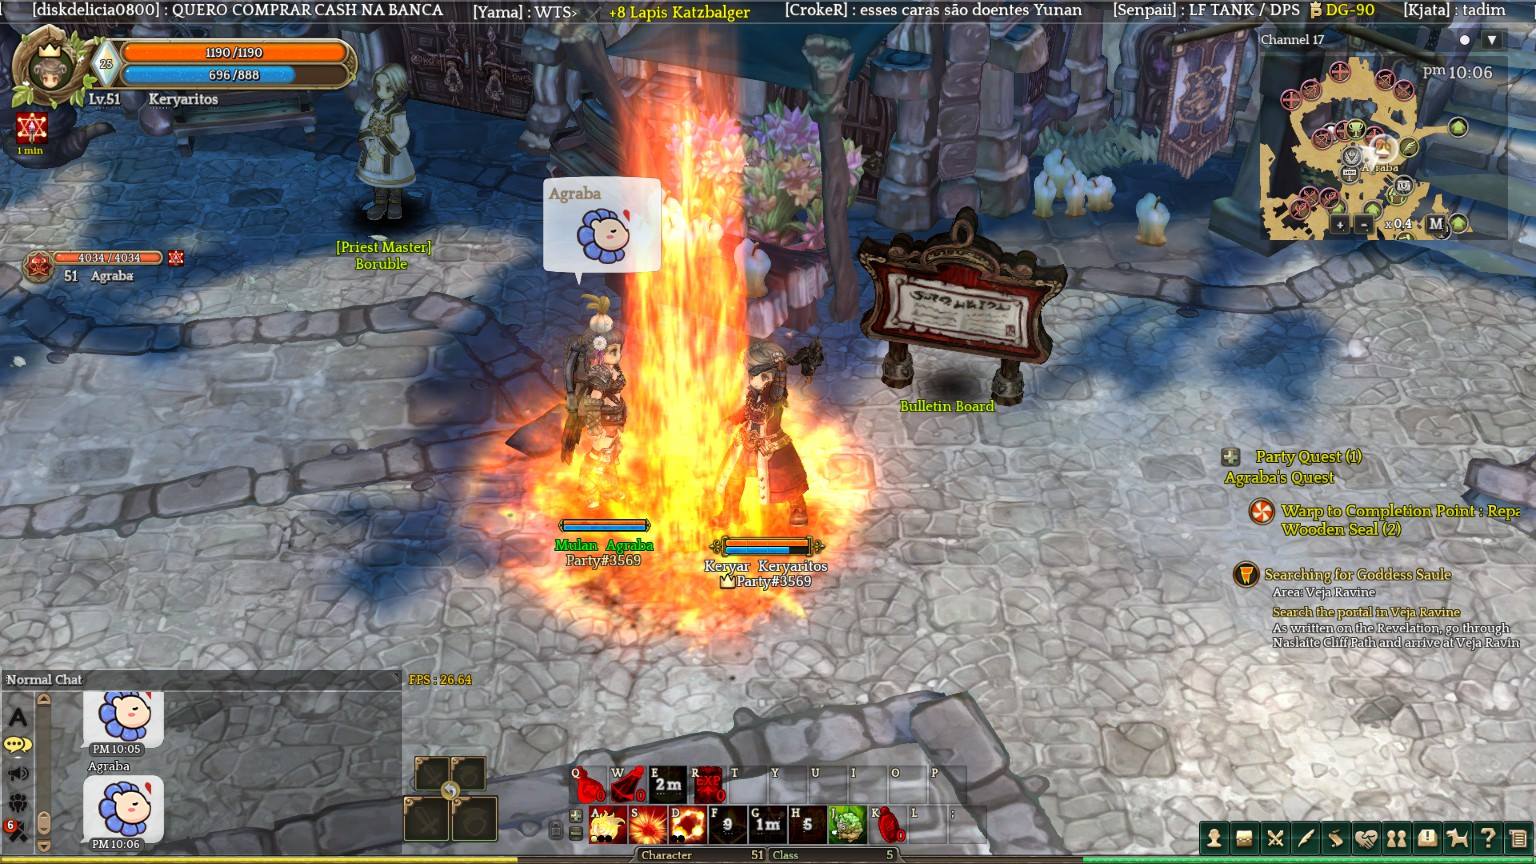 [diskdelicia0800] : QUERO COMPRAR CASH NA BANCA
[Yama] : WTS> +8 Lapis Katzbalger
[CrokeR] : esses caras são doentes Yunan
[Senpaii] : LF TANK / DPS DG-90
[Kjata] : tadim
1190 /1190
25
696 /888
Lv.51 Keryaritos
1 min
Channel 17
pm 10:06
x 0.4
M
4034 / 4034
51 Agraba
[Priest Master]
Boruble
Agraba
Bulletin Board
Mulan Agraba
Party#3569
Keryar Keryaritos
Party#3569
Party Quest (1)
Agraba's Quest
Warp to Completion Point : Repa
Wooden Seal (2)
Searching for Goddess Saule
Area: Veja Ravine
Search the portal in Veja Ravine
As written on the Revelation, go through
Naslaite Cliff Path and arrive at Veja Ravin
Normal Chat
FPS : 26.64
PM 10:05
Agraba
PM 10:06
6
Q W E R T Y U I O P
0 0 2m EXP 0
A S D F G H J K L ;
9 1m 5 0
Character 51 Class 5